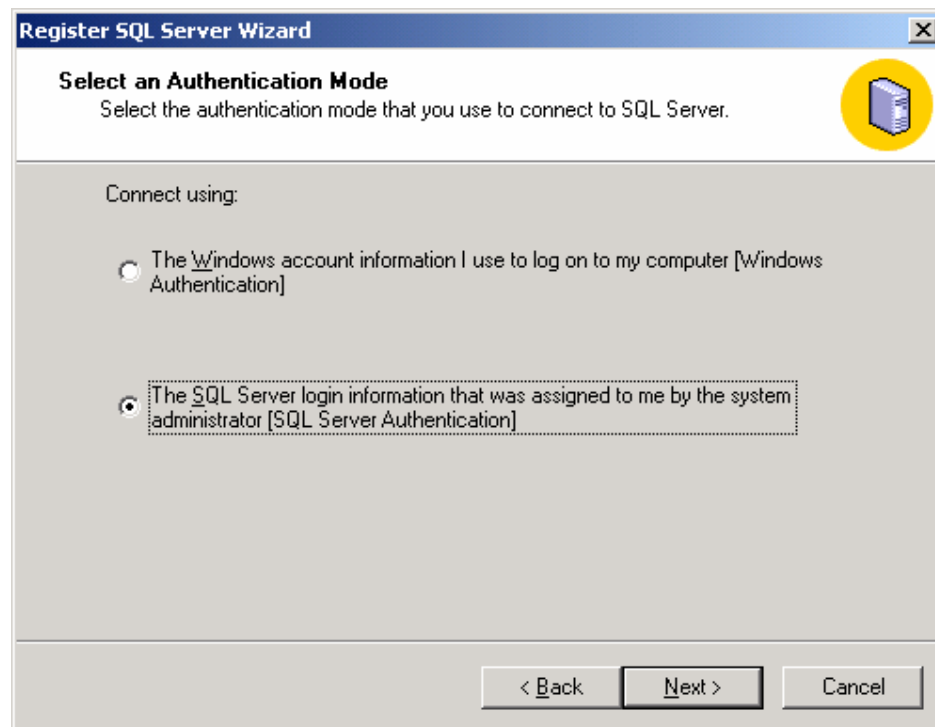 Register SQL Server Wizard
Select an Authentication Mode
Select the authentication mode that you use to connect to SQL Server.
Connect using:
The Windows account information I use to log on to my computer [Windows
Authentication]
The SQL Server login information that was assigned to me by the system
administrator [SQL Server Authentication]
< Back
Next >
Cancel